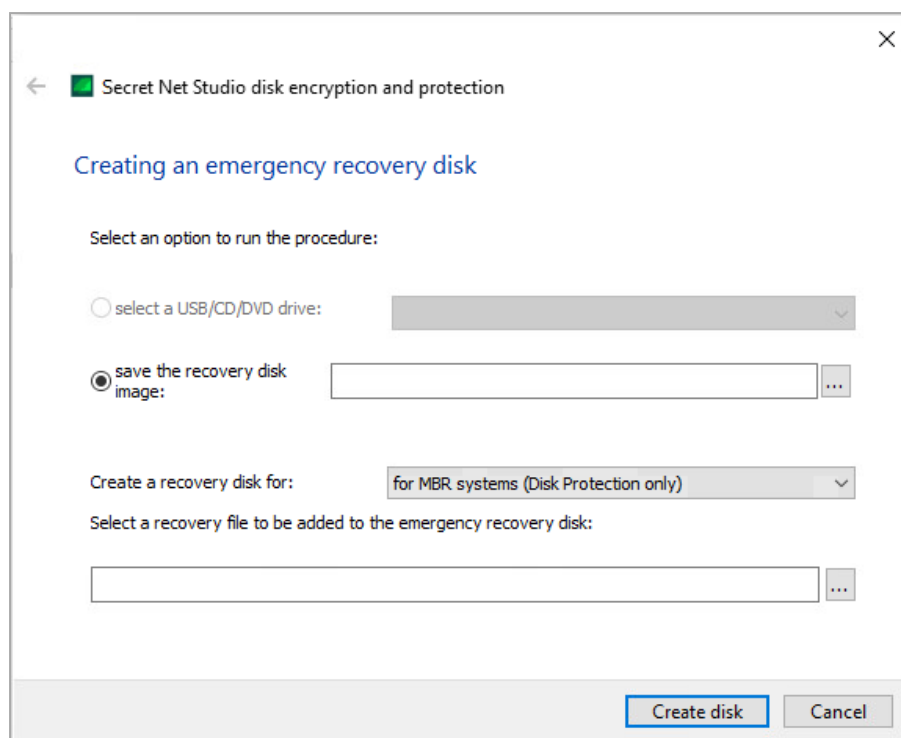 Secret Net Studio disk encryption and protection
Creating an emergency recovery disk
Select an option to run the procedure:
select a USB/CD/DVD drive:
save the recovery disk
image:
...
Create a recovery disk for:
for MBR systems (Disk Protection only)
Select a recovery file to be added to the emergency recovery disk:
...
Create disk
Cancel